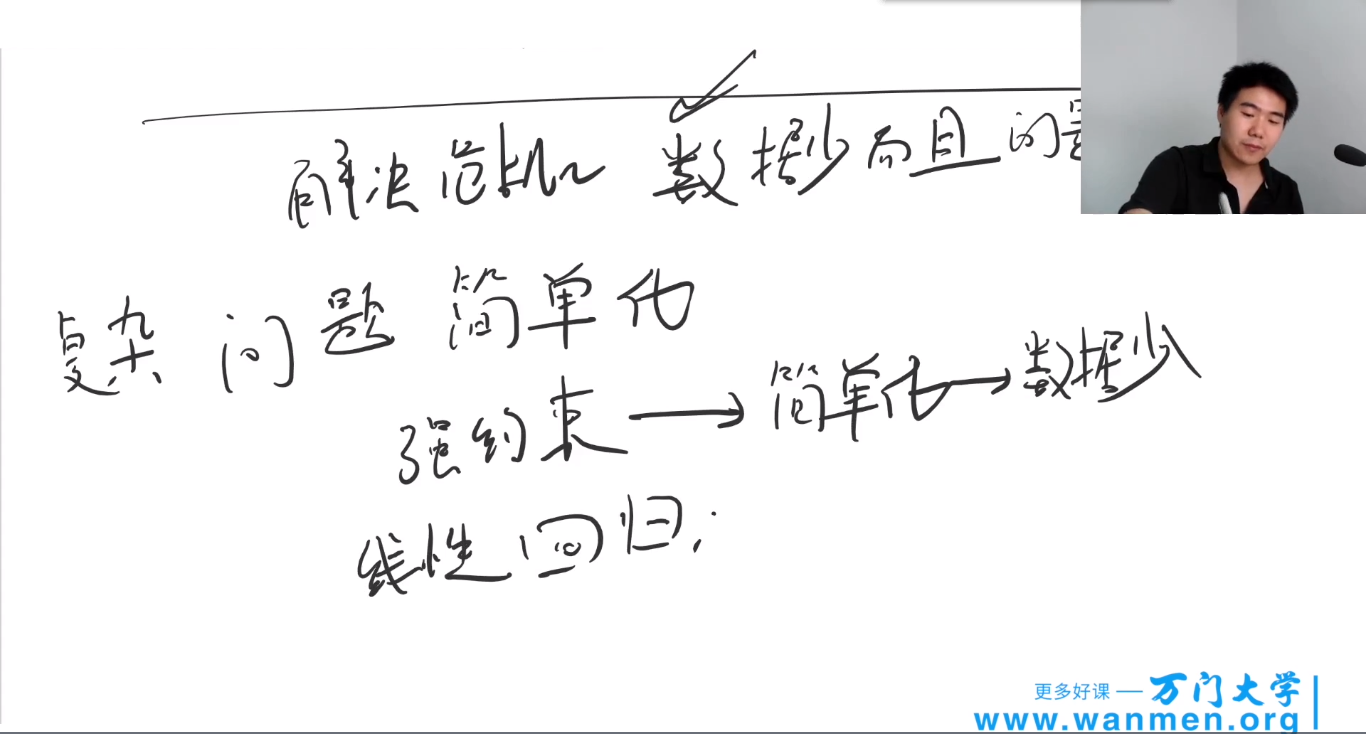 解决危机 数据少而且问题
复杂问题简单化
强约束→简单化→数据少
线性回归;
更多好课 — 万门大学
www.wanmen.org